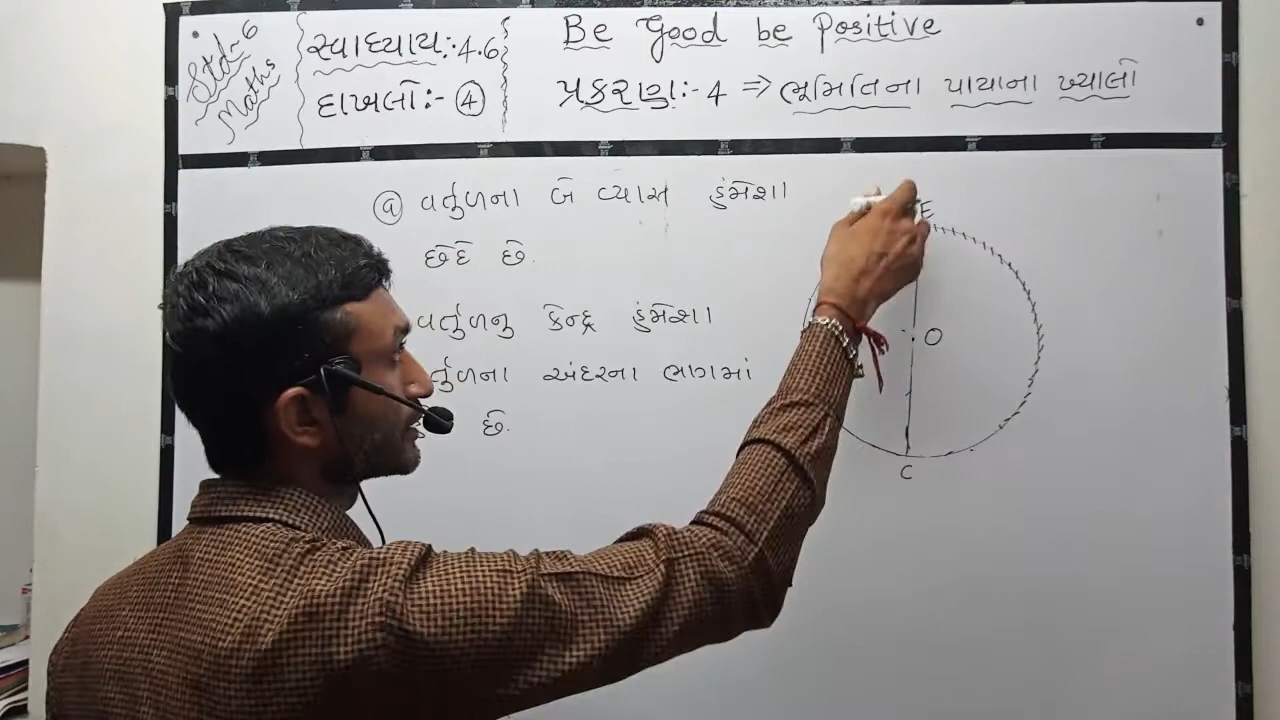 Std-6
Maths
સ્વાધ્યાય:-4.6
દાખલો:- ④
Be Good be Positive
પ્રકરણ:-4 ⇒ ભૂમિતિના પાયાના ખ્યાલો
ⓐ વર્તુળના બે વ્યાસ હુંમેશા
છેદે છે.
વર્તુળનુ કેન્દ્ર હુંમેશા
ર્તુળના અંદરના ભાગમાં
છે.
E
O
C